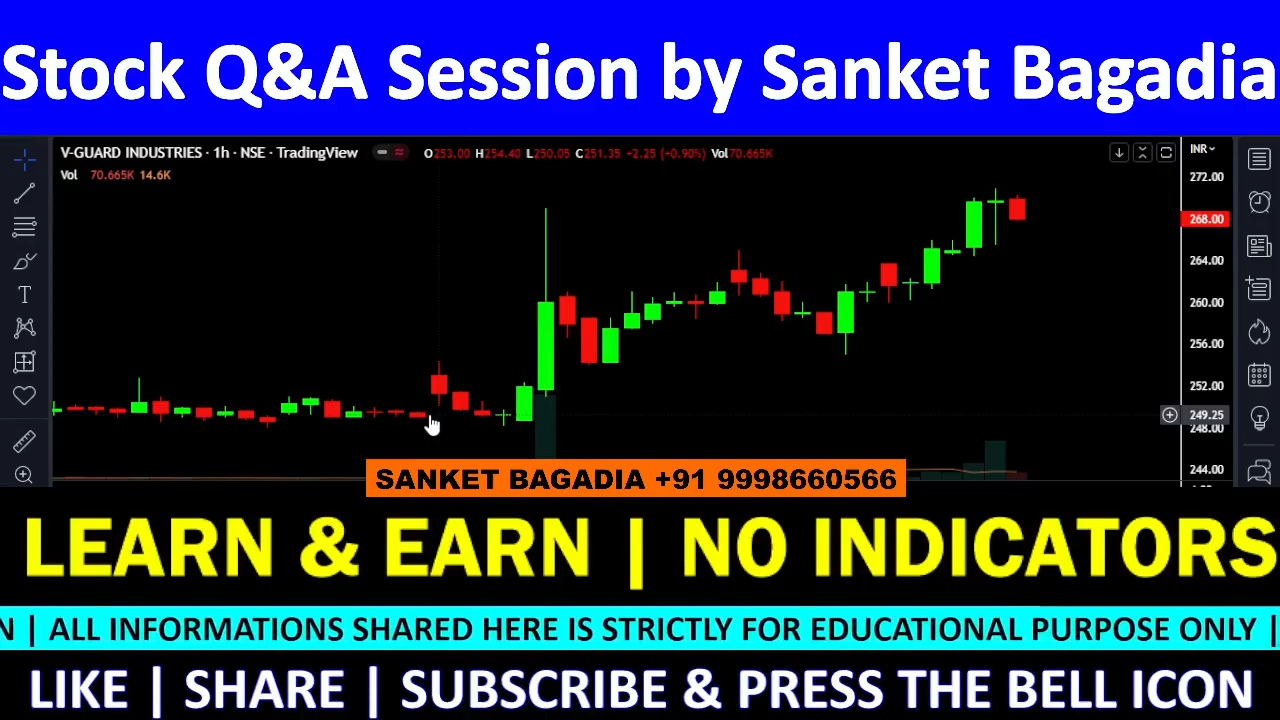 Stock Q&A Session by Sanket Bagadia
V-GUARD INDUSTRIES · 1h · NSE · TradingView O253.00 H254.40 L250.05 C251.35 +2.25 (+0.90%) Vol70.665K INR
Vol 70.665K 14.6K
272.00
268.00
264.00
260.00
256.00
252.00
249.25
248.00
244.00
SANKET BAGADIA +91 9998660566
LEARN & EARN | NO INDICATORS
N | ALL INFORMATIONS SHARED HERE IS STRICTLY FOR EDUCATIONAL PURPOSE ONLY |
LIKE | SHARE | SUBSCRIBE & PRESS THE BELL ICON